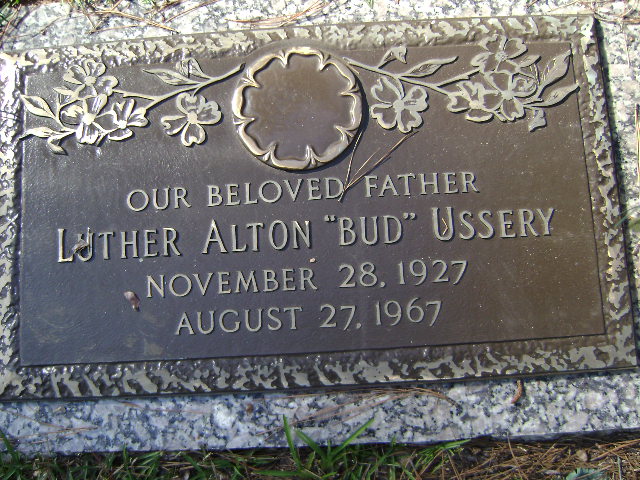 OUR BELOVED FATHER
LUTHER ALTON "BUD" USSERY
NOVEMBER 28, 1927
AUGUST 27, 1967